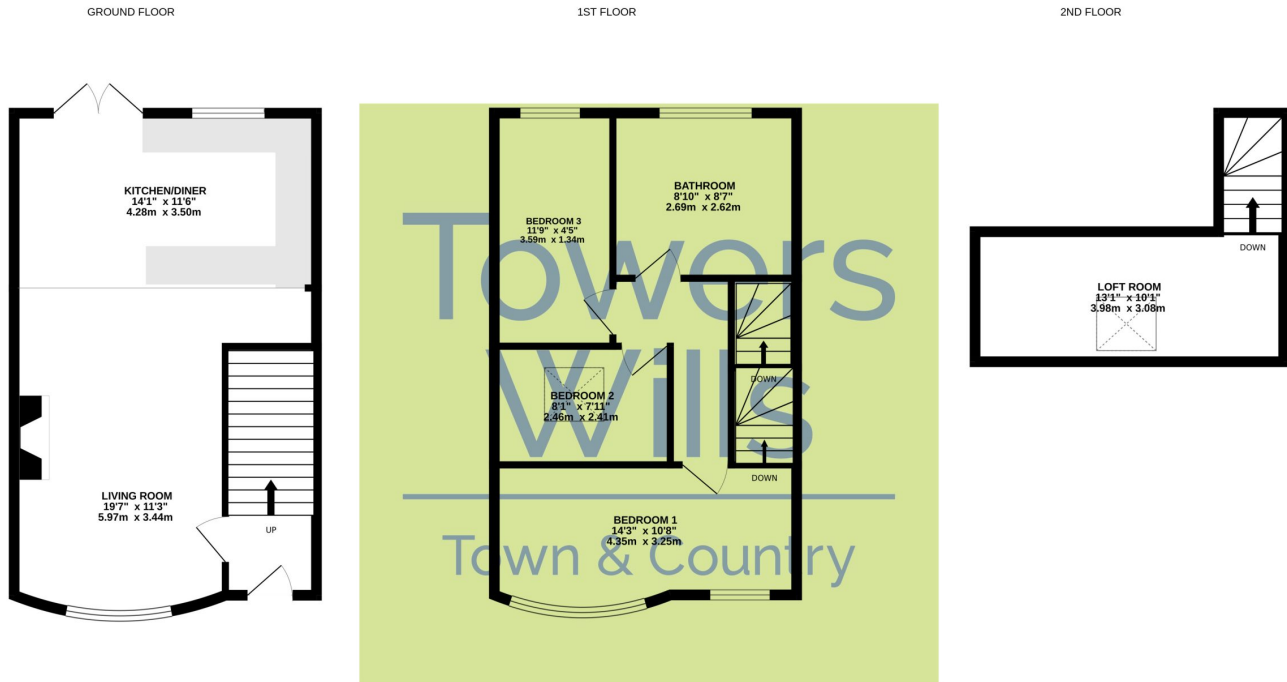 GROUND FLOOR
1ST FLOOR
2ND FLOOR
KITCHEN/DINER
14'1" x 11'6"
4.28m x 3.50m
LIVING ROOM
19'7" x 11'3"
5.97m x 3.44m
UP
BEDROOM 3
11'9" x 4'5"
3.59m x 1.34m
BATHROOM
8'10" x 8'7"
2.69m x 2.62m
BEDROOM 2
8'1" x 7'11"
2.46m x 2.41m
DOWN
DOWN
BEDROOM 1
14'3" x 10'8"
4.35m x 3.25m
Towers
Wills
Town & Country
DOWN
LOFT ROOM
13'1" x 10'1"
3.98m x 3.08m